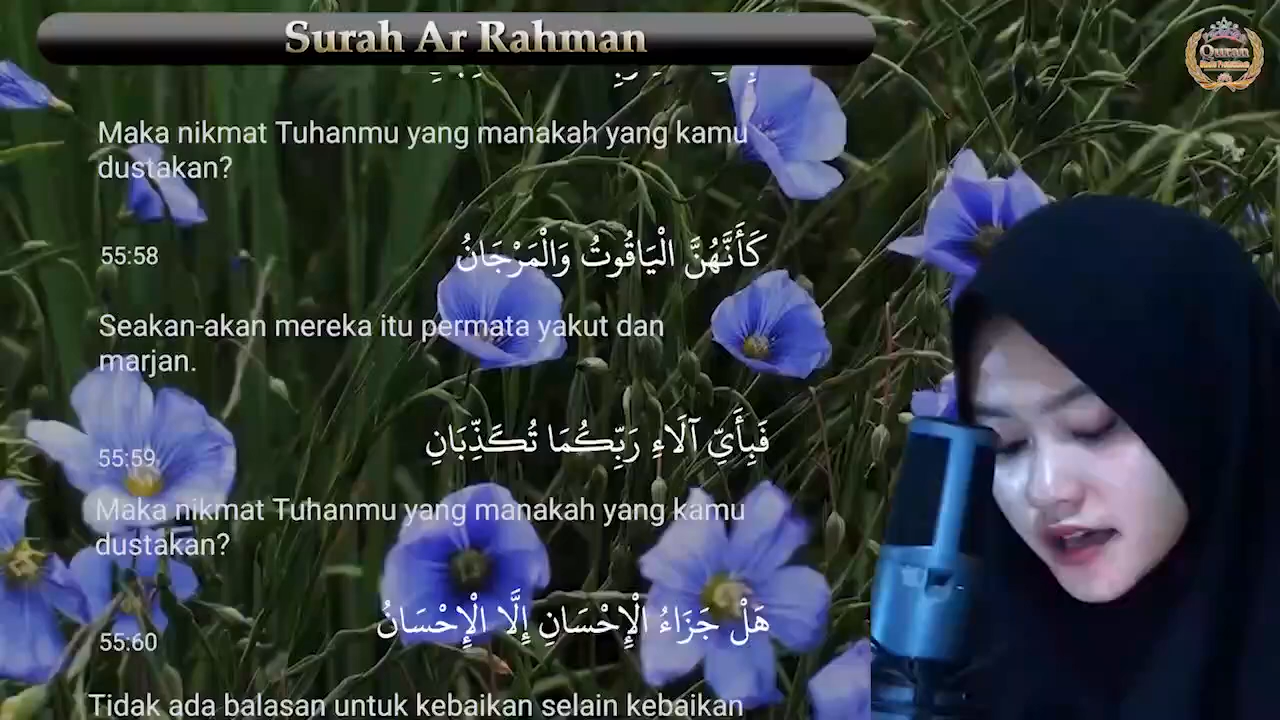 Surah Ar Rahman
Quran
Maka nikmat Tuhanmu yang manakah yang kamu
dustakan?
55:58
كَأَنَّهُنَّ الْيَاقُوتُ وَالْمَرْجَانُ
Seakan-akan mereka itu permata yakut dan
marjan.
فَبِأَيِّ آلَاءِ رَبِّكُمَا تُكَذِّبَانِ
55:59
Maka nikmat Tuhanmu yang manakah yang kamu
dustakan?
هَلْ جَزَاءُ الْإِحْسَانِ إِلَّا الْإِحْسَانُ
55:60
Tidak ada balasan untuk kebaikan selain kebaikan